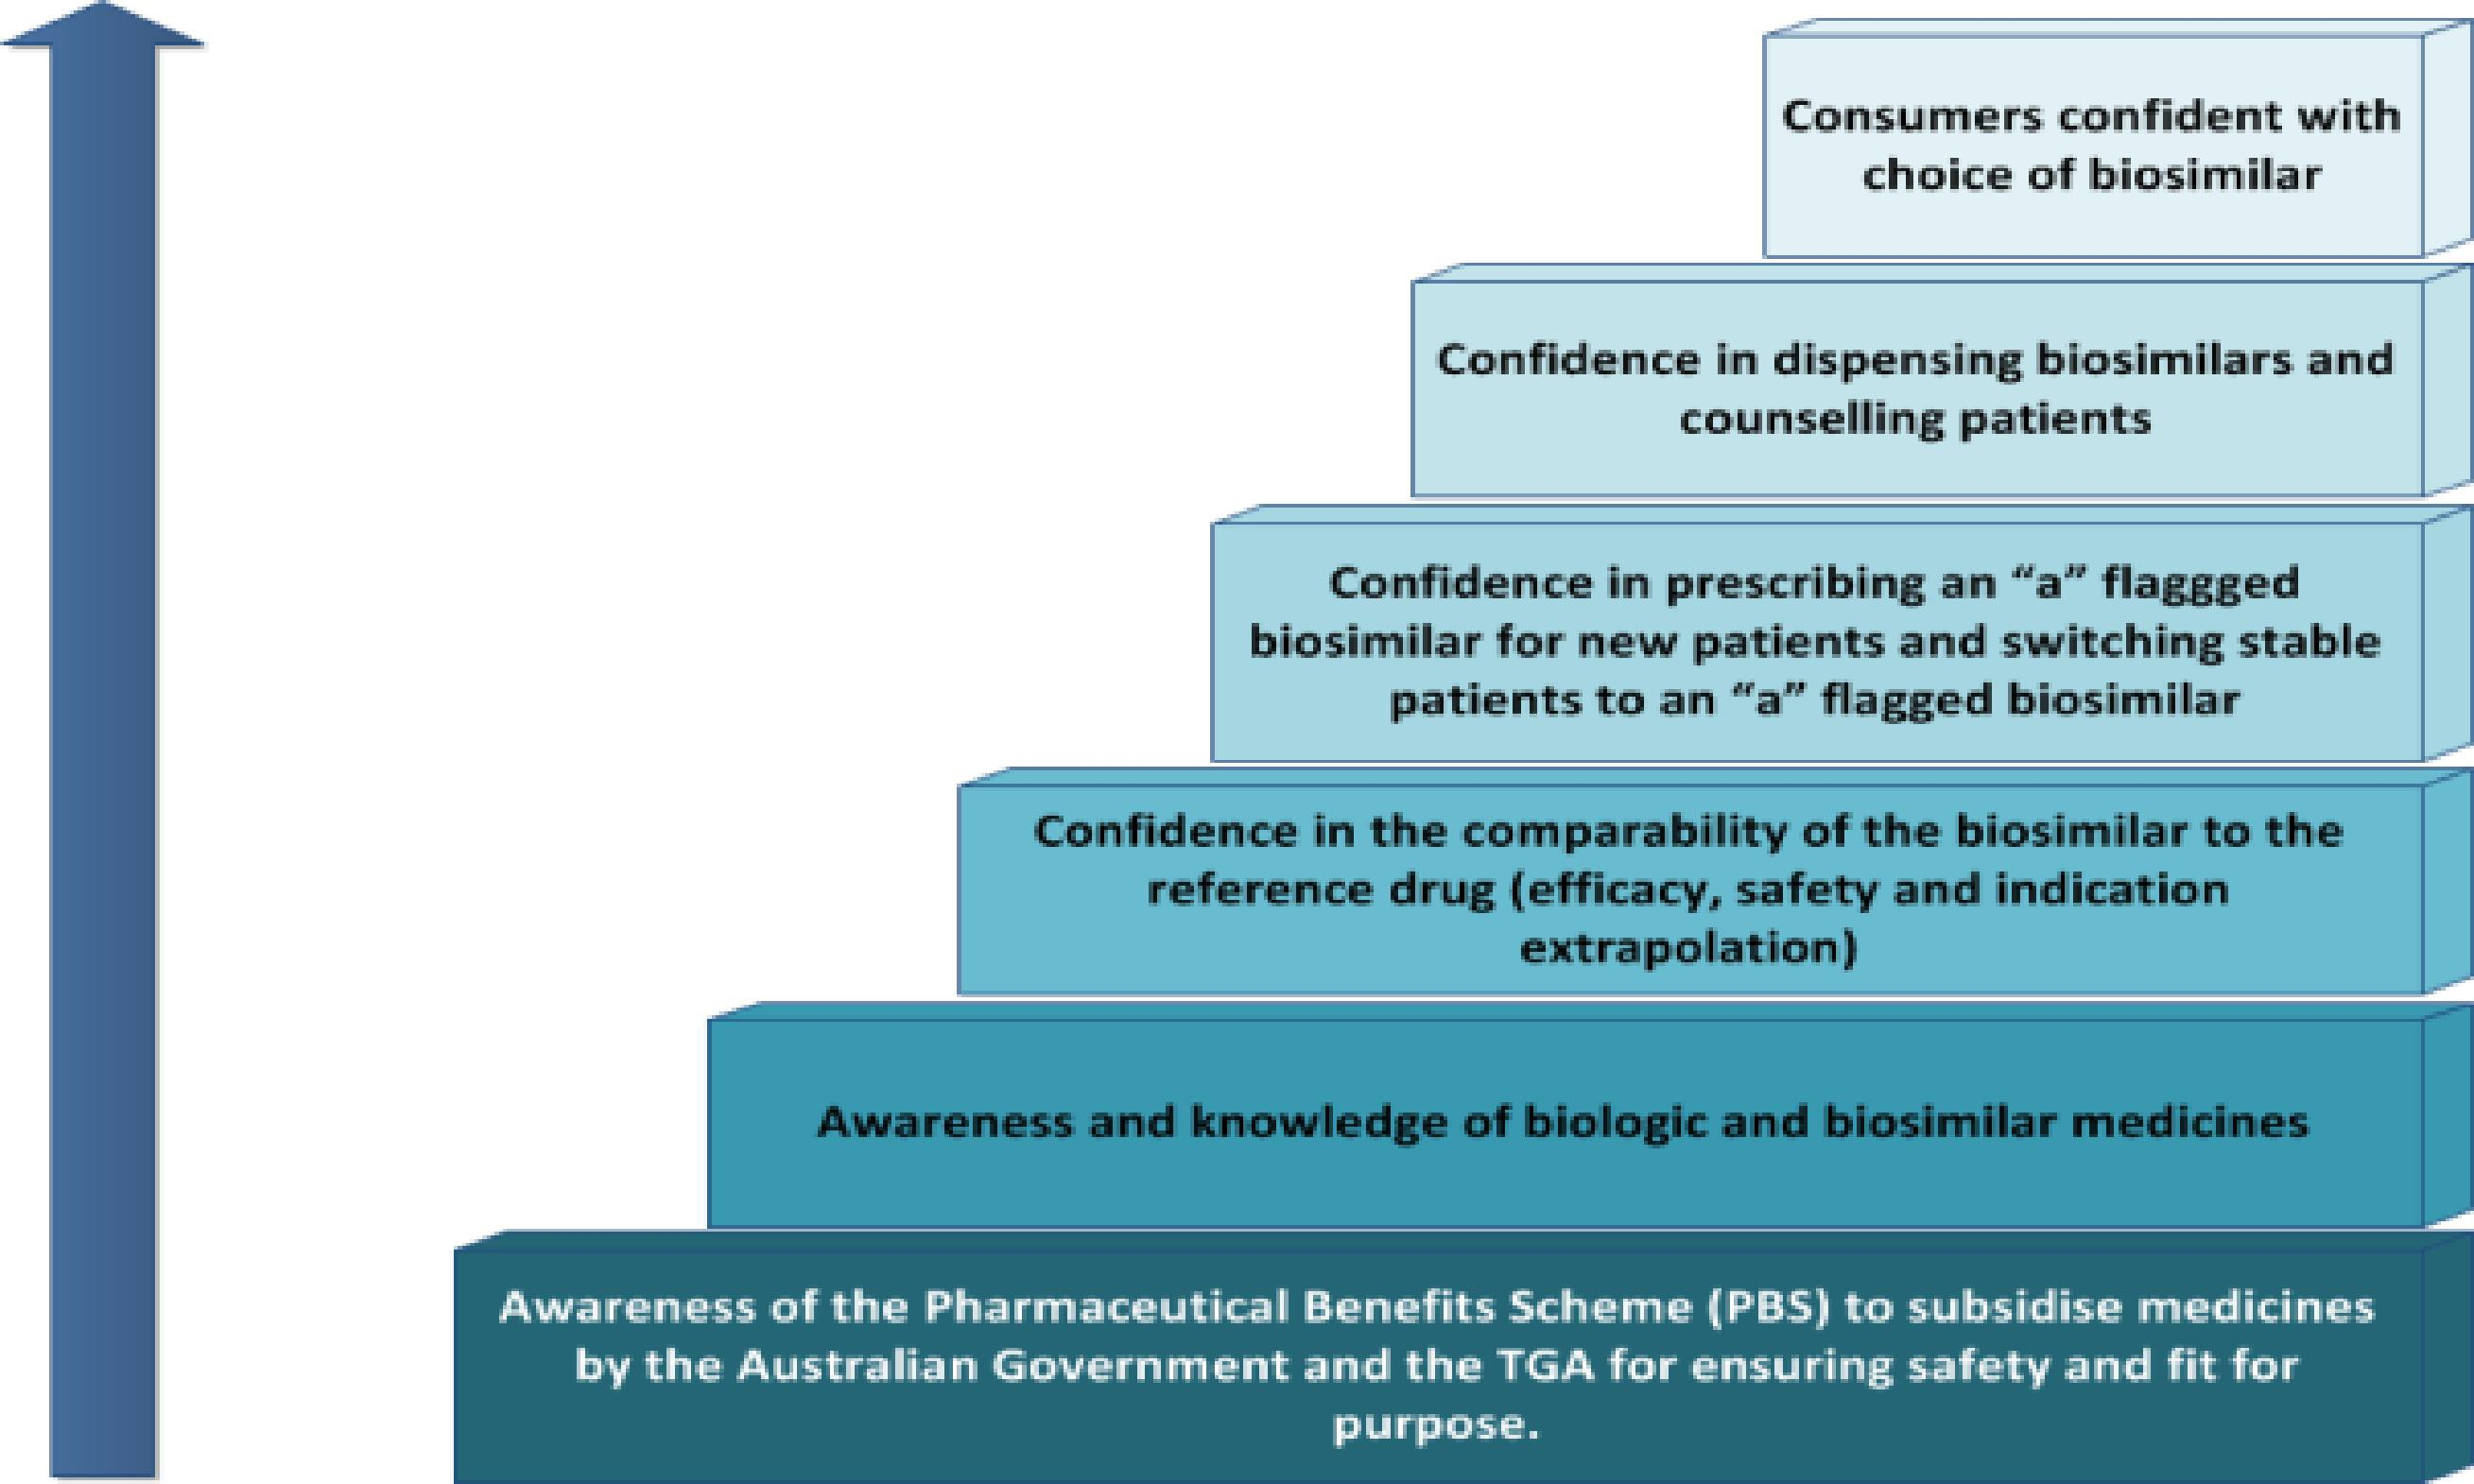 Consumers confident with
choice of biosimilar
Confidence in dispensing biosimilars and
counselling patients
Confidence in prescribing an “a” flaggged
biosimilar for new patients and switching stable
patients to an “a” flagged biosimilar
Confidence in the comparability of the biosimilar to the
reference drug (efficacy, safety and indication
extrapolation)
Awareness and knowledge of biologic and biosimilar medicines
Awareness of the Pharmaceutical Benefits Scheme (PBS) to subsidise medicines
by the Australian Government and the TGA for ensuring safety and fit for
purpose.